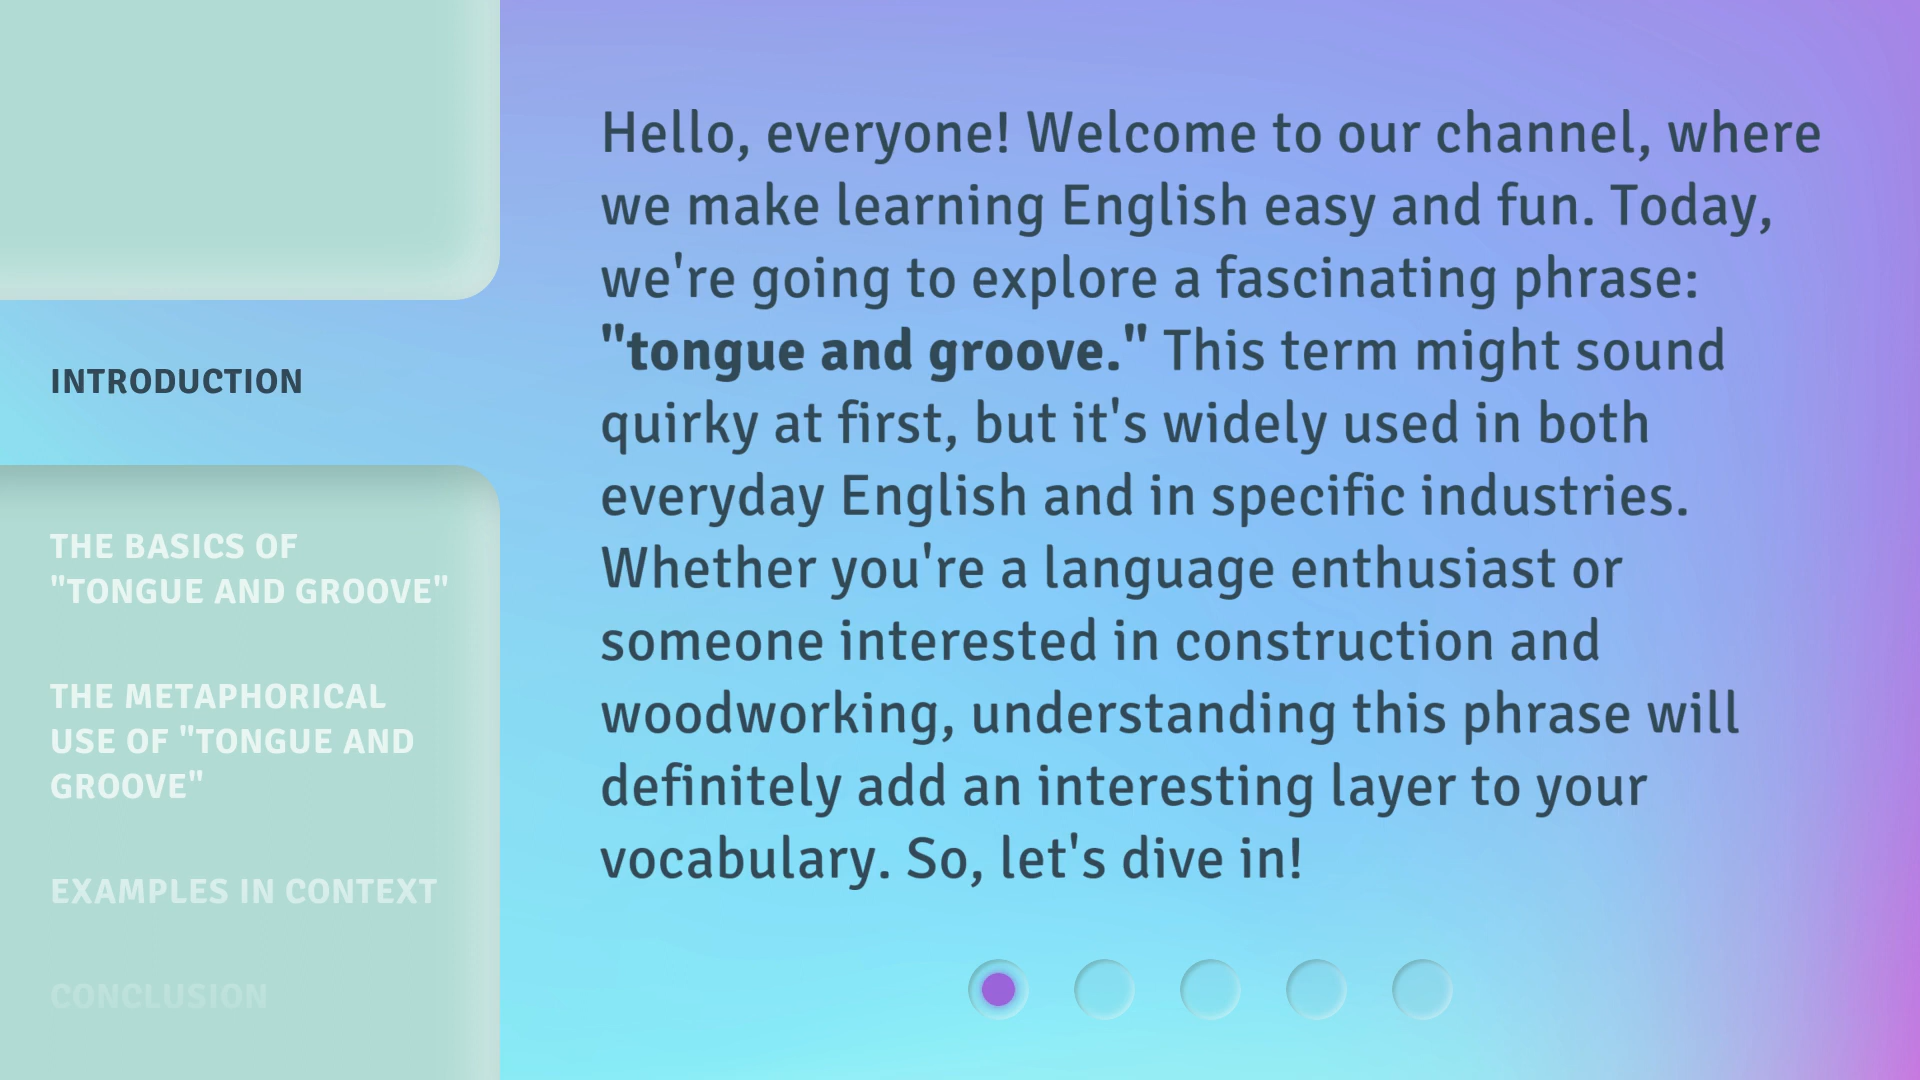 INTRODUCTION
THE BASICS OF
"TONGUE AND GROOVE"
THE METAPHORICAL
USE OF "TONGUE AND
GROOVE"
EXAMPLES IN CONTEXT
CONCLUSION
Hello, everyone! Welcome to our channel, where
we make learning English easy and fun. Today,
we're going to explore a fascinating phrase:
"tongue and groove." This term might sound
quirky at first, but it's widely used in both
everyday English and in specific industries.
Whether you're a language enthusiast or
someone interested in construction and
woodworking, understanding this phrase will
definitely add an interesting layer to your
vocabulary. So, let's dive in!